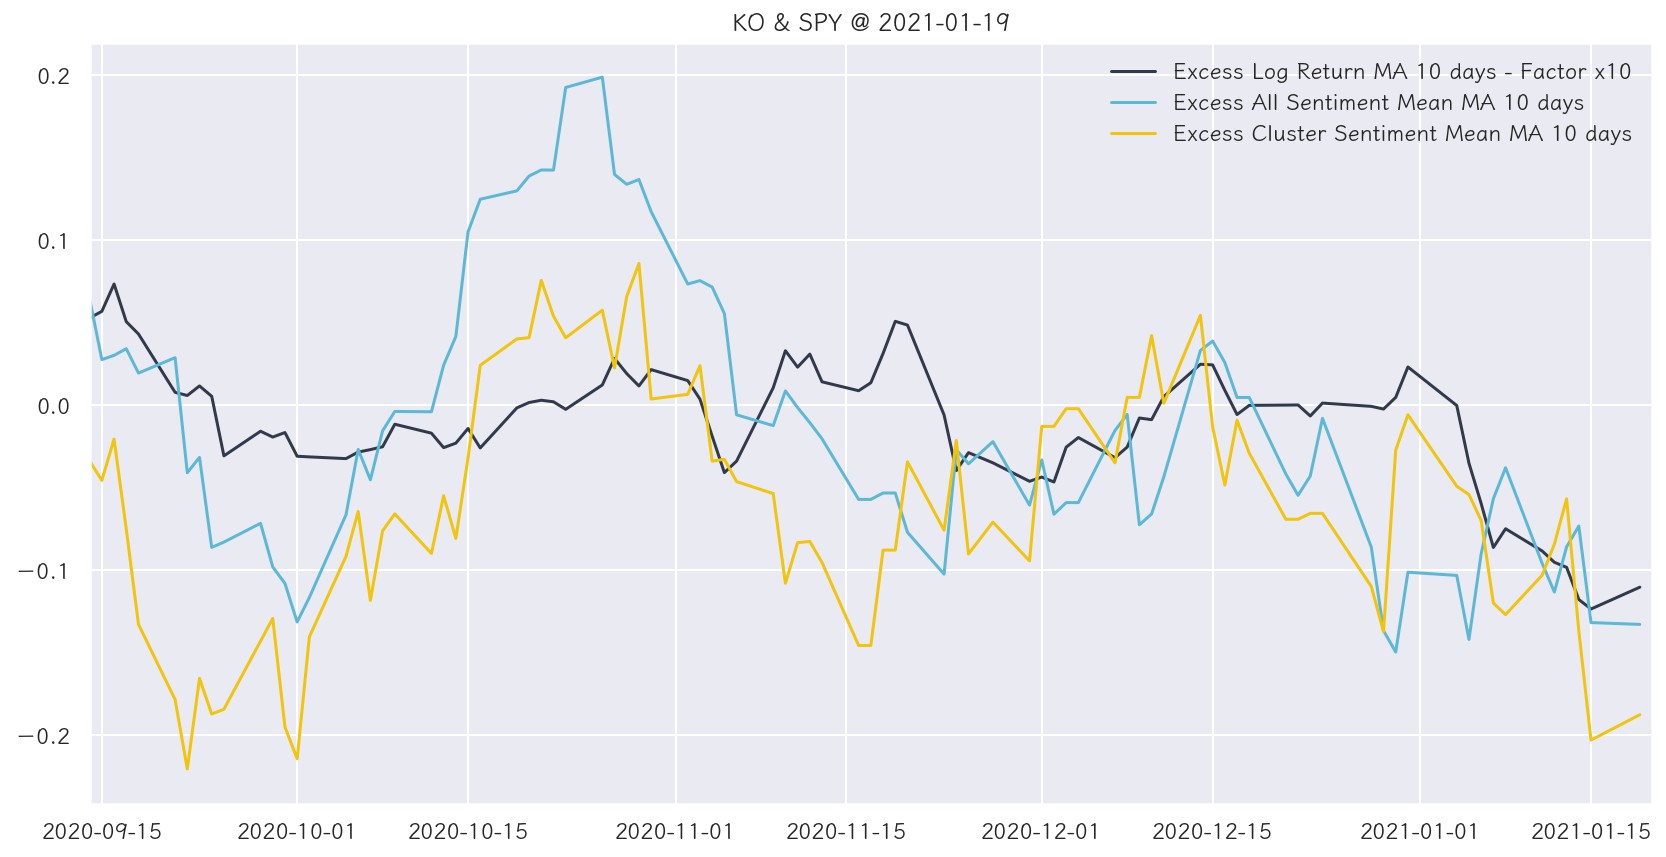 KO & SPY @ 2021-01-19
Excess Log Return MA 10 days - Factor x10
Excess All Sentiment Mean MA 10 days
Excess Cluster Sentiment Mean MA 10 days
0.2
0.1
0.0
−0.1
−0.2
2020-09-15 2020-10-01 2020-10-15 2020-11-01 2020-11-15 2020-12-01 2020-12-15 2021-01-01 2021-01-15